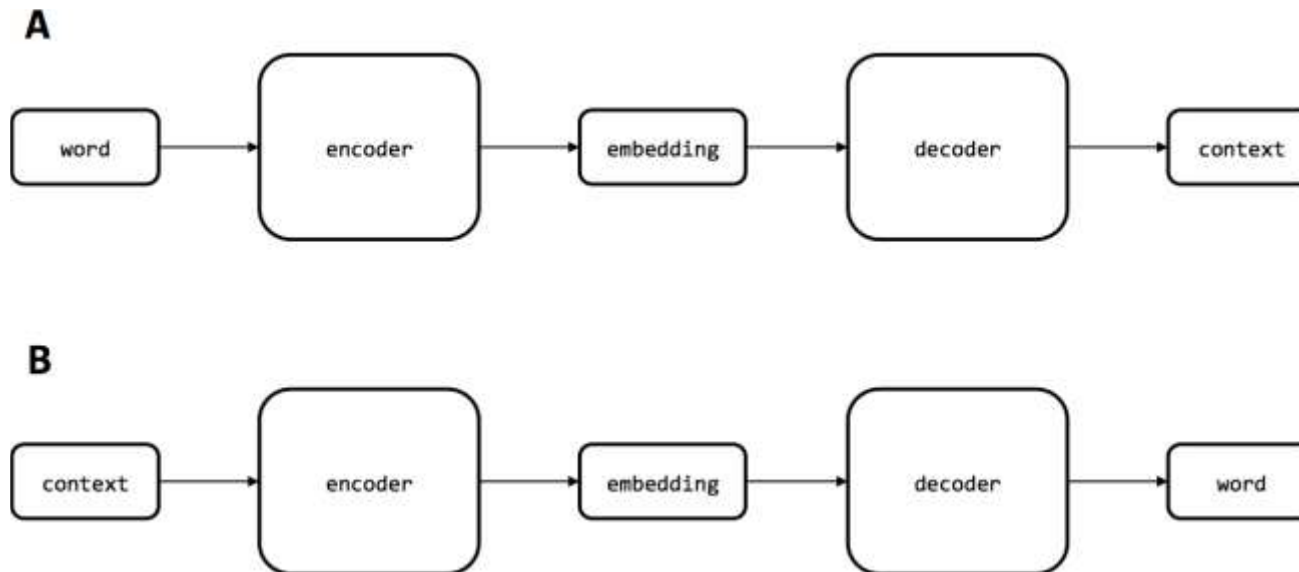 A
word encoder embedding decoder context
B
context encoder embedding decoder word